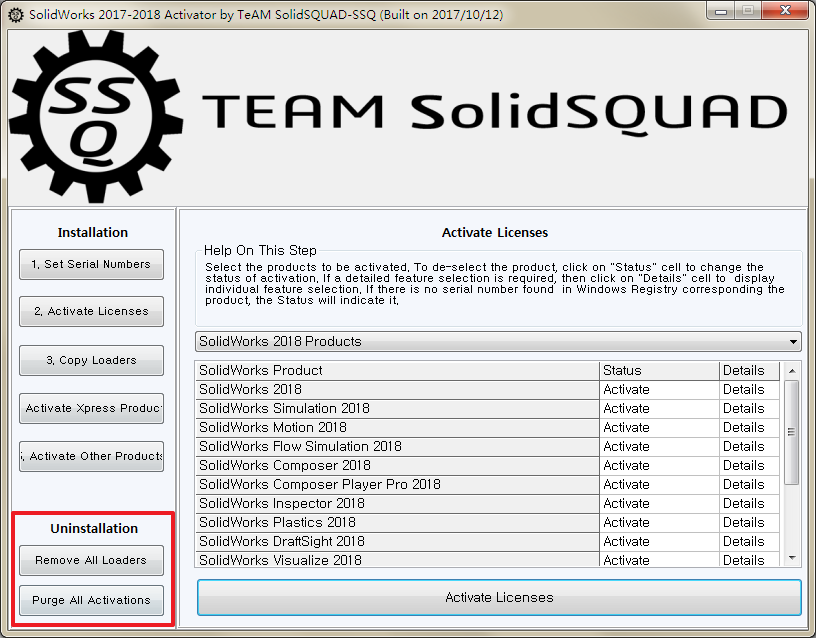 SolidWorks 2017-2018 Activator by TeAM SolidSQUAD-SSQ (Built on 2017/10/12)
SSQ
TEAM SolidSQUAD
Installation
1. Set Serial Numbers
2. Activate Licenses
3. Copy Loaders
Activate Xpress Produc
. Activate Other Products
Uninstallation
Remove All Loaders
Purge All Activations
Activate Licenses
Help On This Step
Select the products to be activated. To de-select the product, click on "Status" cell to change the
status of activation. If a detailed feature selection is required, then click on "Details" cell to display
individual feature selection. If there is no serial number found in Windows Registry corresponding the
product, the Status will indicate it.
SolidWorks 2018 Products
SolidWorks Product Status Details
SolidWorks 2018 Activate Details
SolidWorks Simulation 2018 Activate Details
SolidWorks Motion 2018 Activate Details
SolidWorks Flow Simulation 2018 Activate Details
SolidWorks Composer 2018 Activate Details
SolidWorks Composer Player Pro 2018 Activate Details
SolidWorks Inspector 2018 Activate Details
SolidWorks Plastics 2018 Activate Details
SolidWorks DraftSight 2018 Activate Details
SolidWorks Visualize 2018 Activate Details
Activate Licenses